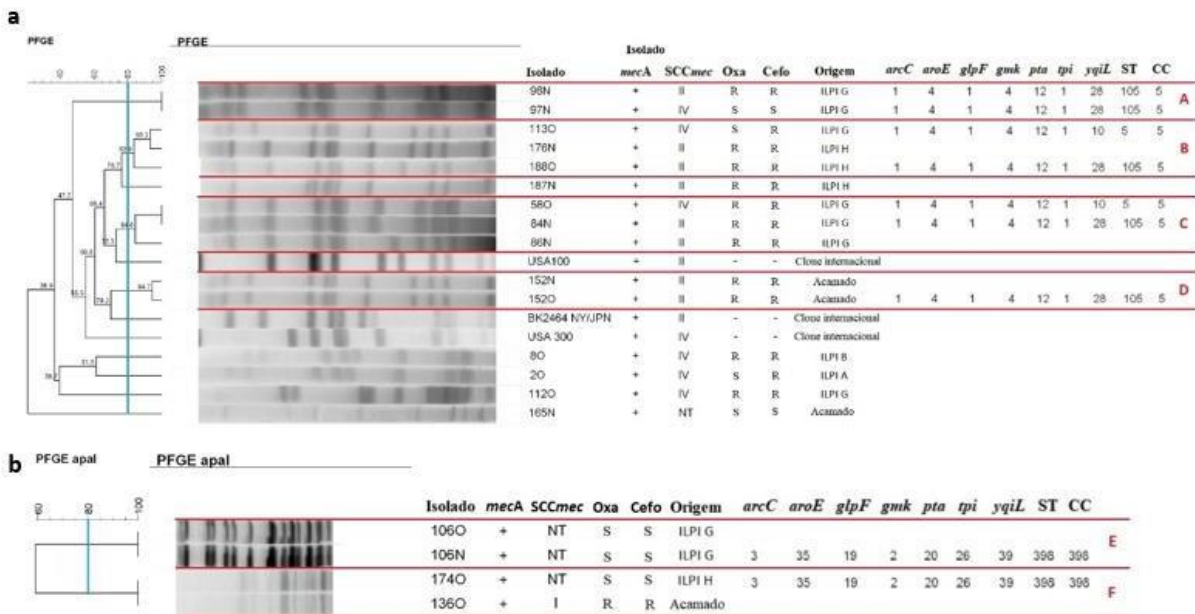 a
PFGE PFGE
Isolado
Isolado mecA SCCmec Oxa Cefo Origem arcC aroE glpF gmk pta tpi yqiL ST CC
98N + II R R ILPI G 1 4 1 4 12 1 28 105 5 A
97N + IV S S ILPI G 1 4 1 4 12 1 28 105 5
113O + IV S R ILPI G 1 4 1 4 12 1 10 5 5 B
176N + II R R ILPI H
188O + II R R ILPI H 1 4 1 4 12 1 28 105 5
187N + II R R ILPI H
58O + IV R R ILPI G 1 4 1 4 12 1 10 5 5 C
84N + II R R ILPI G 1 4 1 4 12 1 28 105 5
86N + II R R ILPI G
USA100 + II - - Clone internacional
152N + II R R Acamado D
152O + II R R Acamado 1 4 1 4 12 1 28 105 5
BK2464 NY/JPN + II - - Clone internacional
USA 300 + IV - - Clone internacional
8O + IV R R ILPI B
2O + IV S R ILPI A
112O + IV R R ILPI G
165N + NT S S Acamado
b PFGE apal PFGE apal
60 80 100
Isolado mecA SCCmec Oxa Cefo Origem arcC aroE glpF gmk pta tpi yqiL ST CC
106O + NT S S ILPI G E
106N + NT S S ILPI G 3 35 19 2 20 26 39 398 398
174O + NT S S ILPI H 3 35 19 2 20 26 39 398 398 F
136O + I R R Acamado